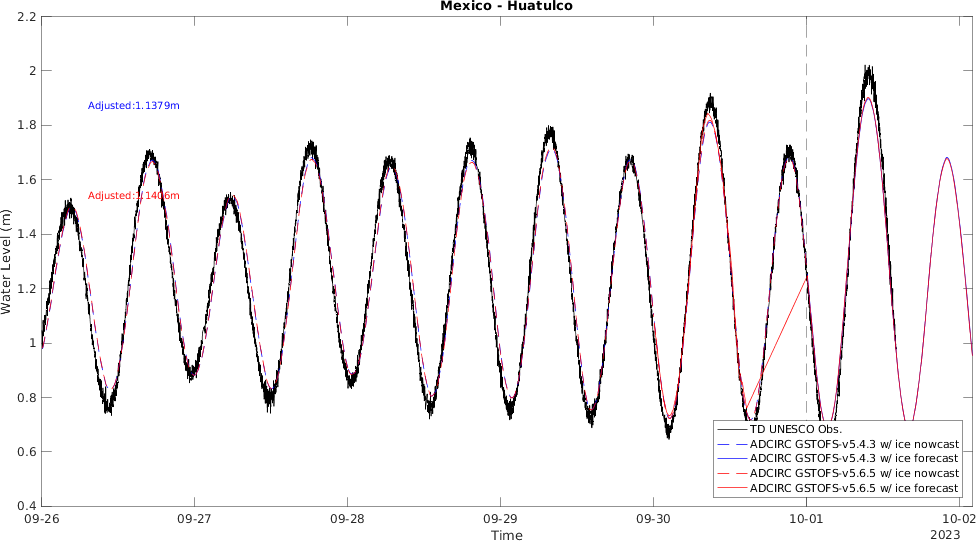 Mexico - Huatulco
2.2
2
1.8
1.6
1.4
1.2
1
0.8
0.6
0.4
Water Level (m)
Adjusted:1.1379m
Adjusted:1.1406m
TD UNESCO Obs.
ADCIRC GSTOFS-v5.4.3 w/ ice nowcast
ADCIRC GSTOFS-v5.4.3 w/ ice forecast
ADCIRC GSTOFS-v5.6.5 w/ ice nowcast
ADCIRC GSTOFS-v5.6.5 w/ ice forecast
09-26 09-27 09-28 09-29 09-30 10-01 10-02
Time
2023